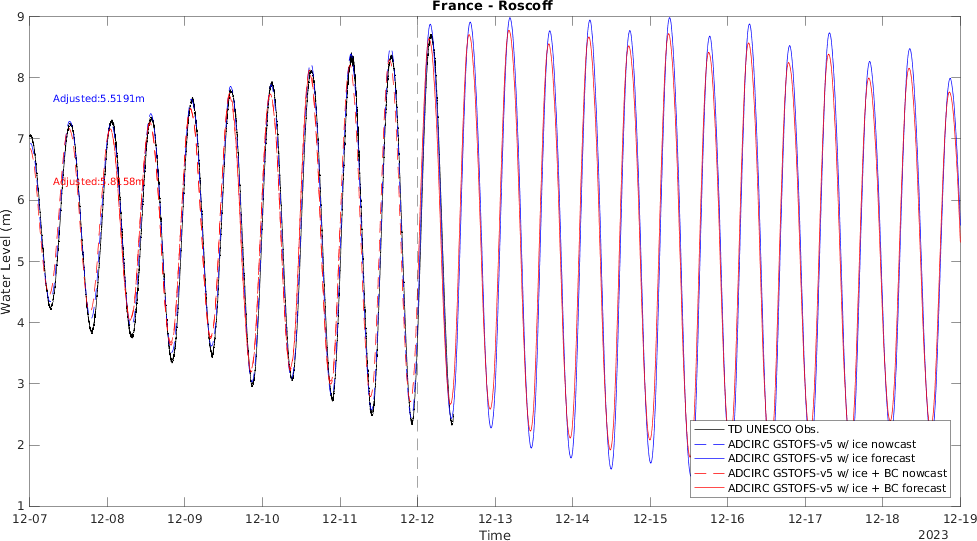 France - Roscoff
9
8
7
6
5
4
3
2
1
Water Level (m)
Adjusted:5.5191m
Adjusted:5.8158m
TD UNESCO Obs.
ADCIRC GSTOFS-v5 w/ ice nowcast
ADCIRC GSTOFS-v5 w/ ice forecast
ADCIRC GSTOFS-v5 w/ ice + BC nowcast
ADCIRC GSTOFS-v5 w/ ice + BC forecast
12-07 12-08 12-09 12-10 12-11 12-12 12-13 12-14 12-15 12-16 12-17 12-18 12-19
Time
2023